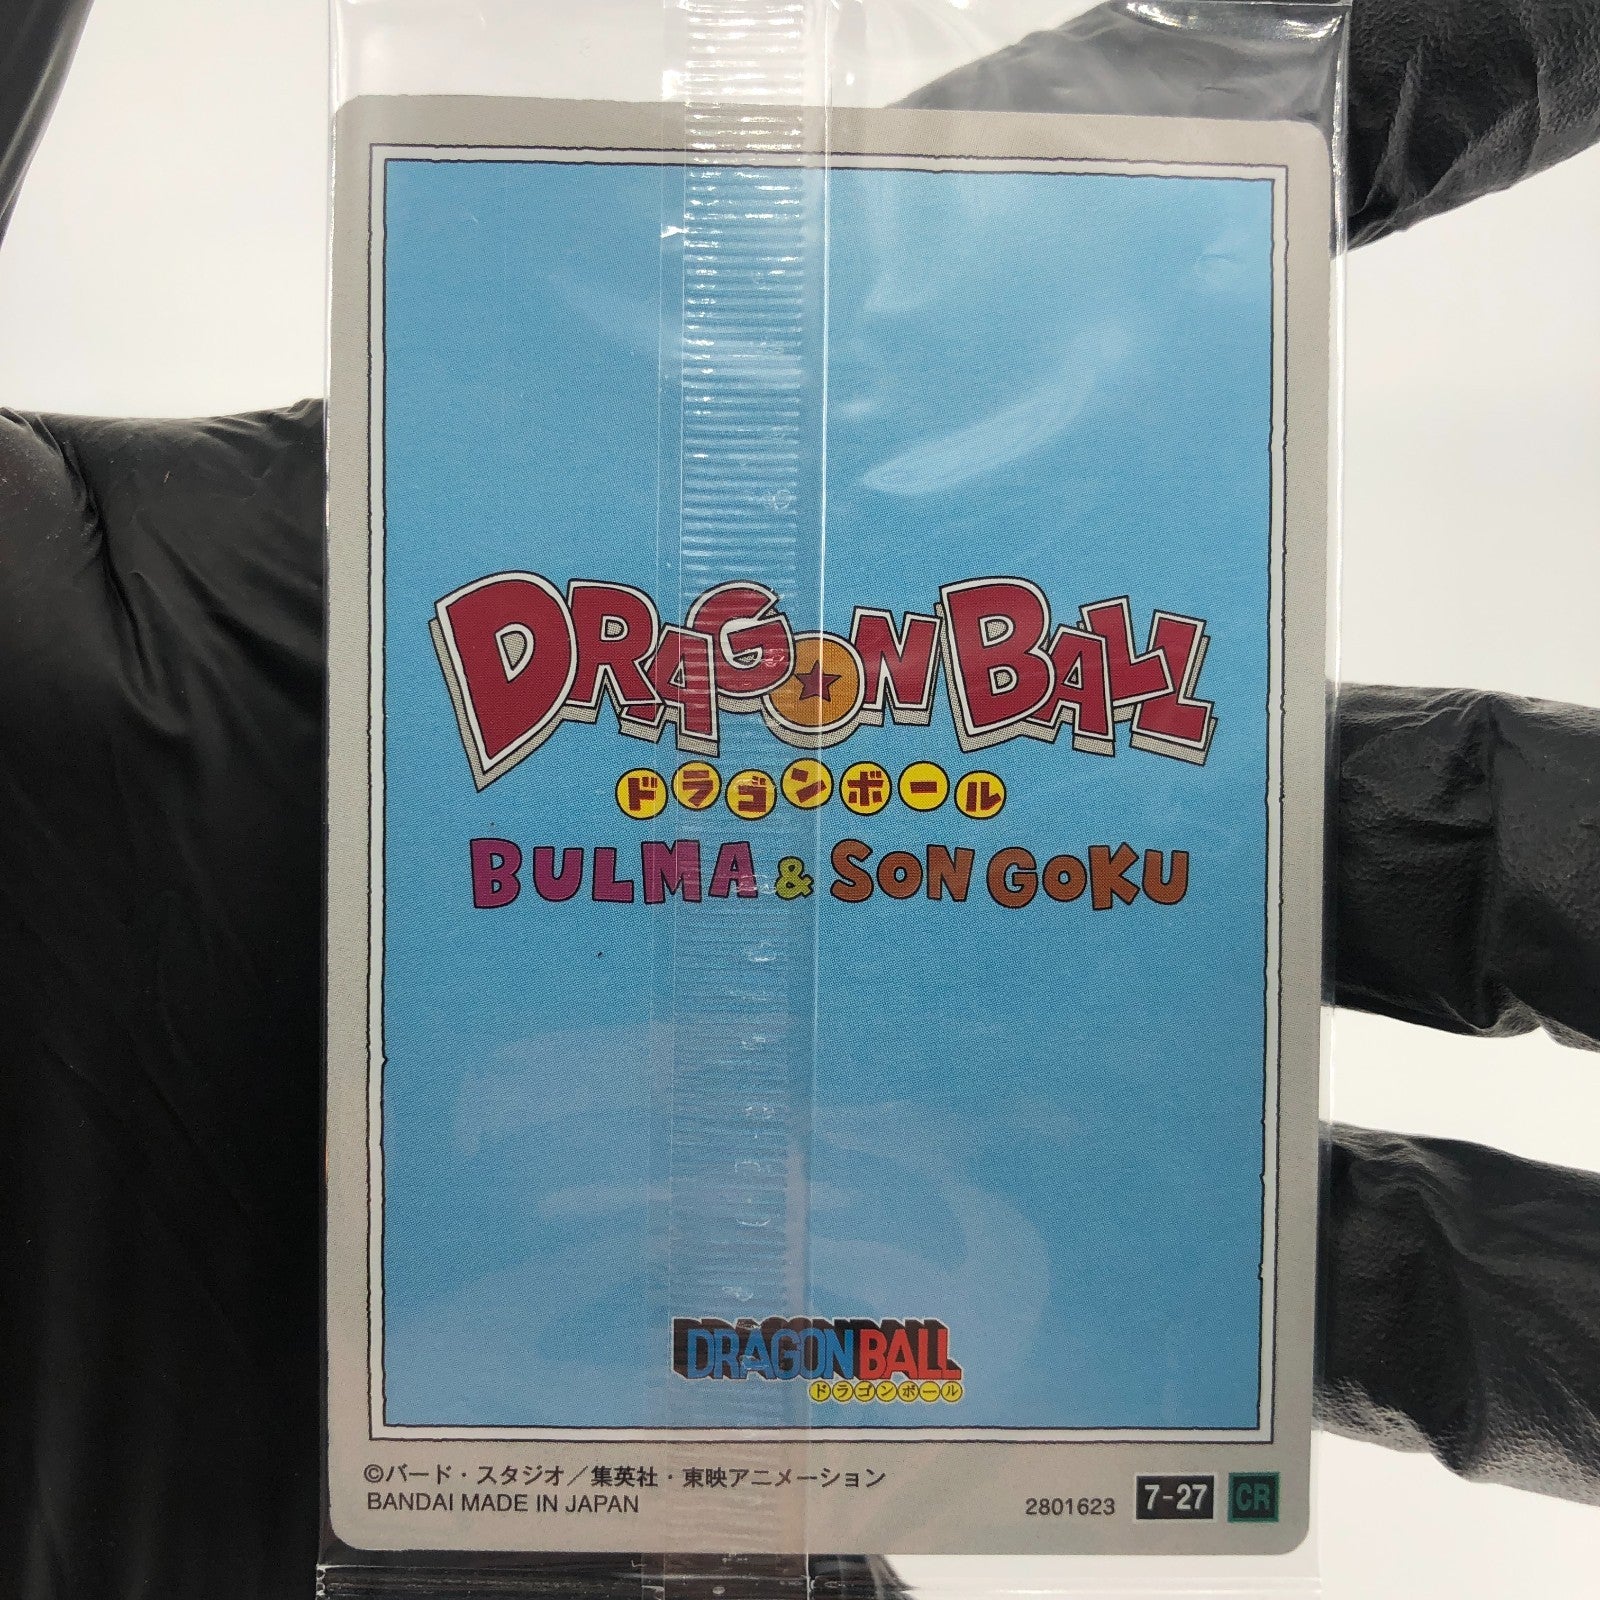 DRAGON BALL
ドラゴンボール
BULMA & SON GOKU
DRAGON BALL
ドラゴンボール
©バード・スタジオ／集英社・東映アニメーション
BANDAI MADE IN JAPAN
2801623 7-27 CR